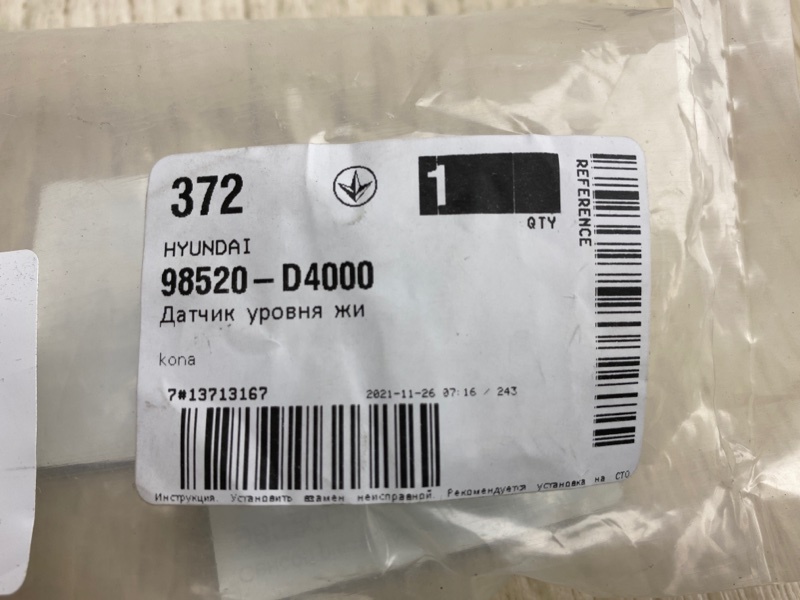 372
1
QTY
REFERENCE
HYUNDAI
98520-D4000
Датчик уровня жи
kona
7#13713167
2021-11-26 07:16 / 243
Инструкция. Установить взамен неисправной. Рекомендуется установка на СТО